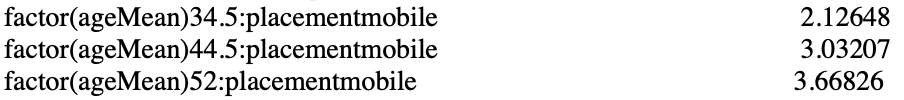 factor(ageMean)34.5:placementmobile 2.12648
factor(ageMean)44.5:placementmobile 3.03207
factor(ageMean)52:placementmobile 3.66826